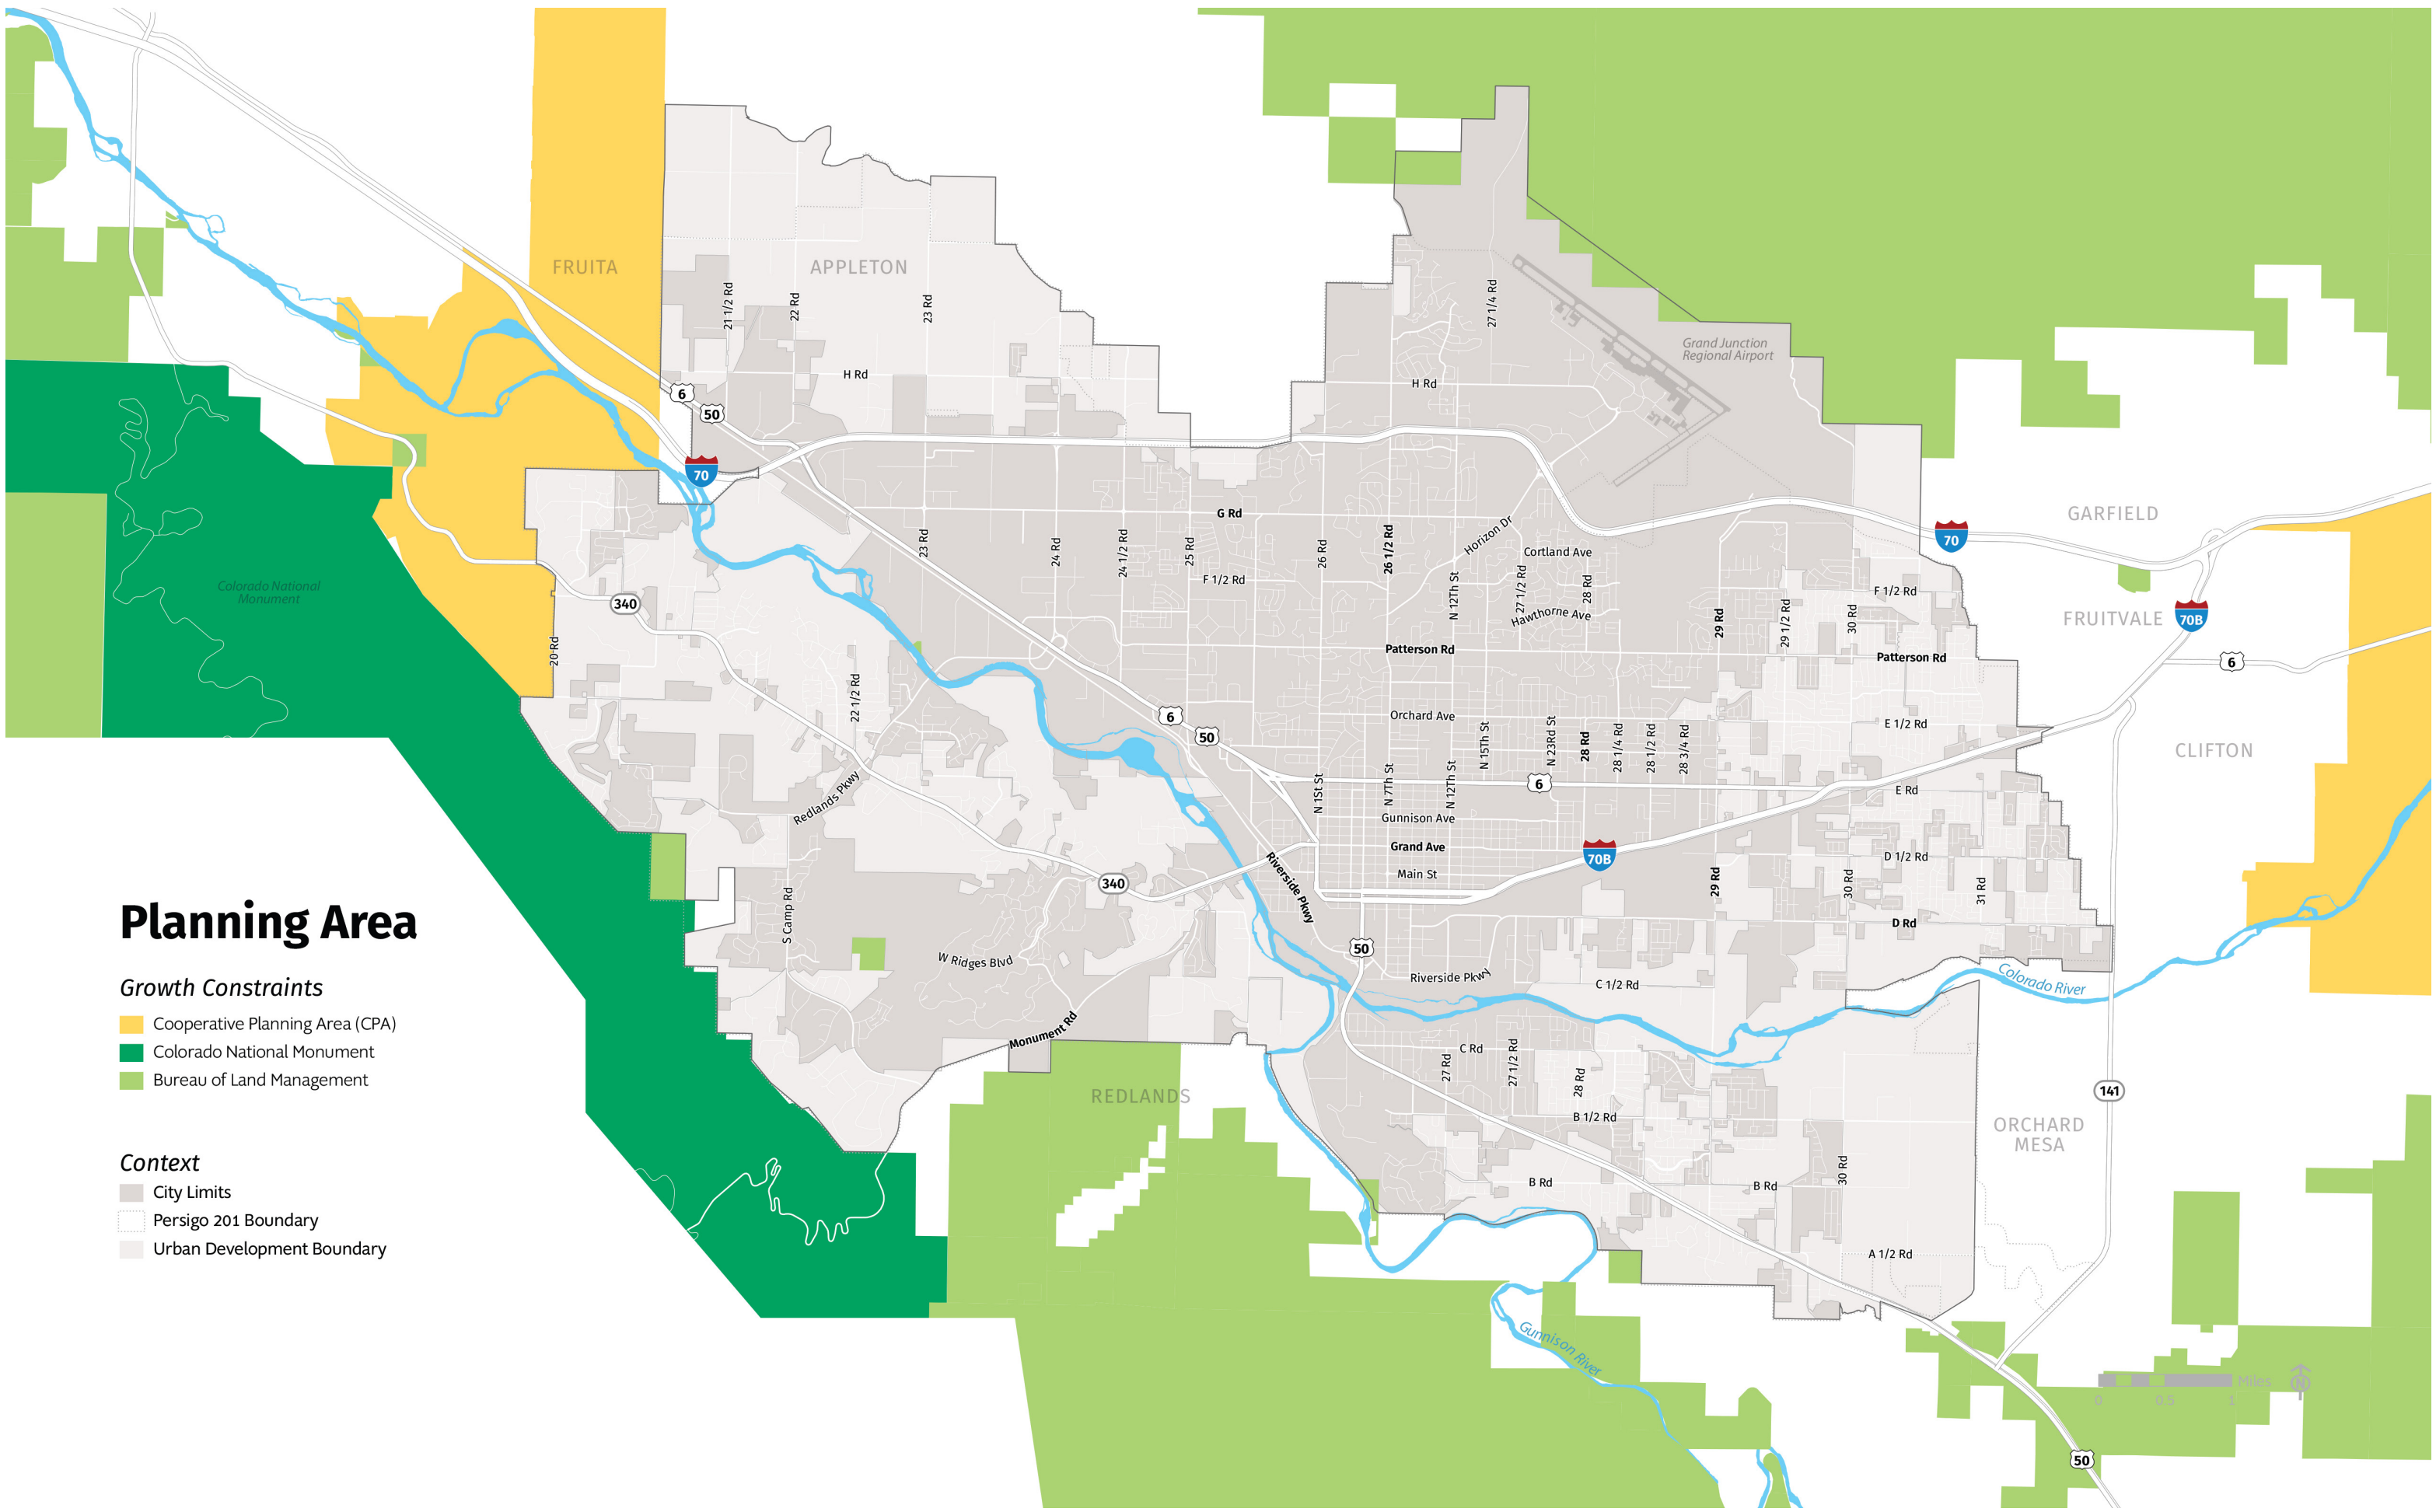 FRUITA
APPLETON
21 1/2 Rd
22 Rd
23 Rd
27 1/4 Rd
Grand Junction
Regional Airport
H Rd
H Rd
6
50
70
G Rd
Horizon Dr
70
GARFIELD
23 Rd
24 Rd
24 1/2 Rd
25 Rd
26 Rd
26 1/2 Rd
Cortland Ave
F 1/2 Rd
N 12Th St
27 1/2 Rd
28 Rd
Hawthorne Ave
F 1/2 Rd
Colorado National
Monument
340
29 Rd
29 1/2 Rd
30 Rd
FRUITVALE
70B
20 Rd
Patterson Rd
Patterson Rd
6
22 1/2 Rd
6
50
Orchard Ave
N 15Th St
N 23Rd St
28 Rd
28 1/4 Rd
28 1/2 Rd
28 3/4 Rd
E 1/2 Rd
CLIFTON
Redlands Pkwy
N 1St St
N 7Th St
N 12Th St
6
E Rd
Gunnison Ave
Grand Ave
70B
D 1/2 Rd
Main St
340
Riverside Pkwy
29 Rd
30 Rd
31 Rd
S Camp Rd
D Rd
50
W Ridges Blvd
Riverside Pkwy
C 1/2 Rd
Colorado River
Monument Rd
C Rd
27 Rd
27 1/2 Rd
28 Rd
REDLANDS
B 1/2 Rd
141
ORCHARD
MESA
B Rd
B Rd
30 Rd
A 1/2 Rd
Gunnison River
Miles
N
0
0.5
1
50
Planning Area
Growth Constraints
Cooperative Planning Area (CPA)
Colorado National Monument
Bureau of Land Management
Context
City Limits
Persigo 201 Boundary
Urban Development Boundary